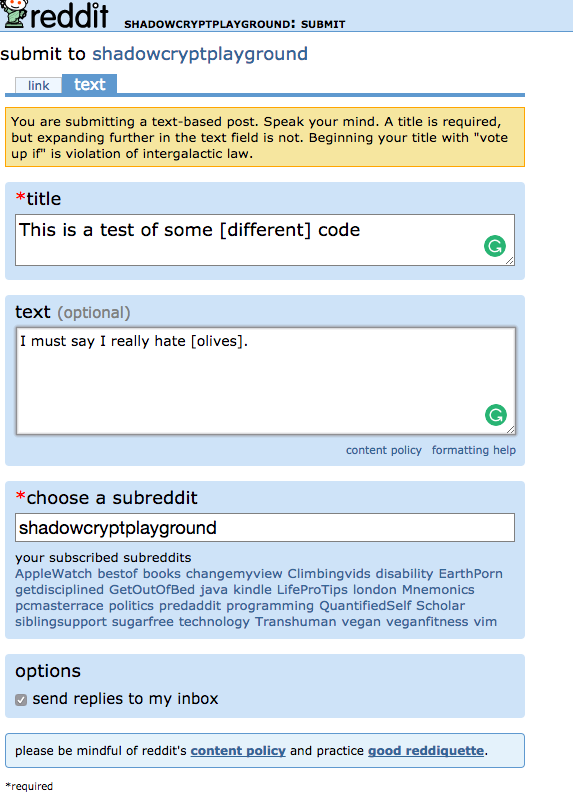 reddit SHADOWCRYPTPLAYGROUND: SUBMIT
submit to shadowcryptplayground
link text
You are submitting a text-based post. Speak your mind. A title is required,
but expanding further in the text field is not. Beginning your title with "vote
up if" is violation of intergalactic law.
*title
This is a test of some [different] code
text (optional)
I must say I really hate [olives].
content policy formatting help
*choose a subreddit
shadowcryptplayground
your subscribed subreddits
AppleWatch bestof books changemyview Climbingvids disability EarthPorn
getdisciplined GetOutOfBed java kindle LifeProTips london Mnemonics
pcmasterrace politics predaddit programming QuantifiedSelf Scholar
siblingsupport sugarfree technology Transhuman vegan veganfitness vim
options
send replies to my inbox
please be mindful of reddit's content policy and practice good reddiquette.
*required